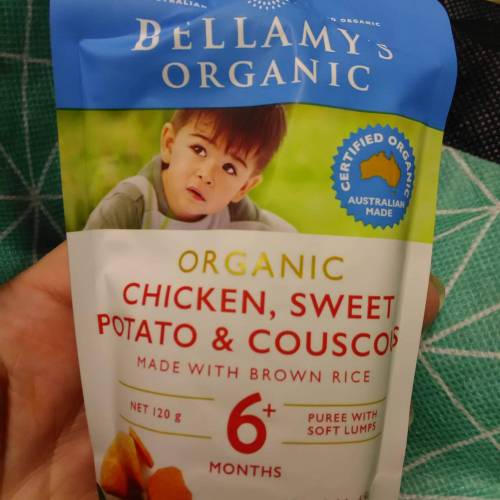 BELLAMY'S
ORGANIC
CERTIFIED ORGANIC
AUSTRALIAN
MADE
ORGANIC
CHICKEN, SWEET
POTATO & COUSCOUS
MADE WITH BROWN RICE
NET 120 g
6+
MONTHS
PUREE WITH
SOFT LUMPS